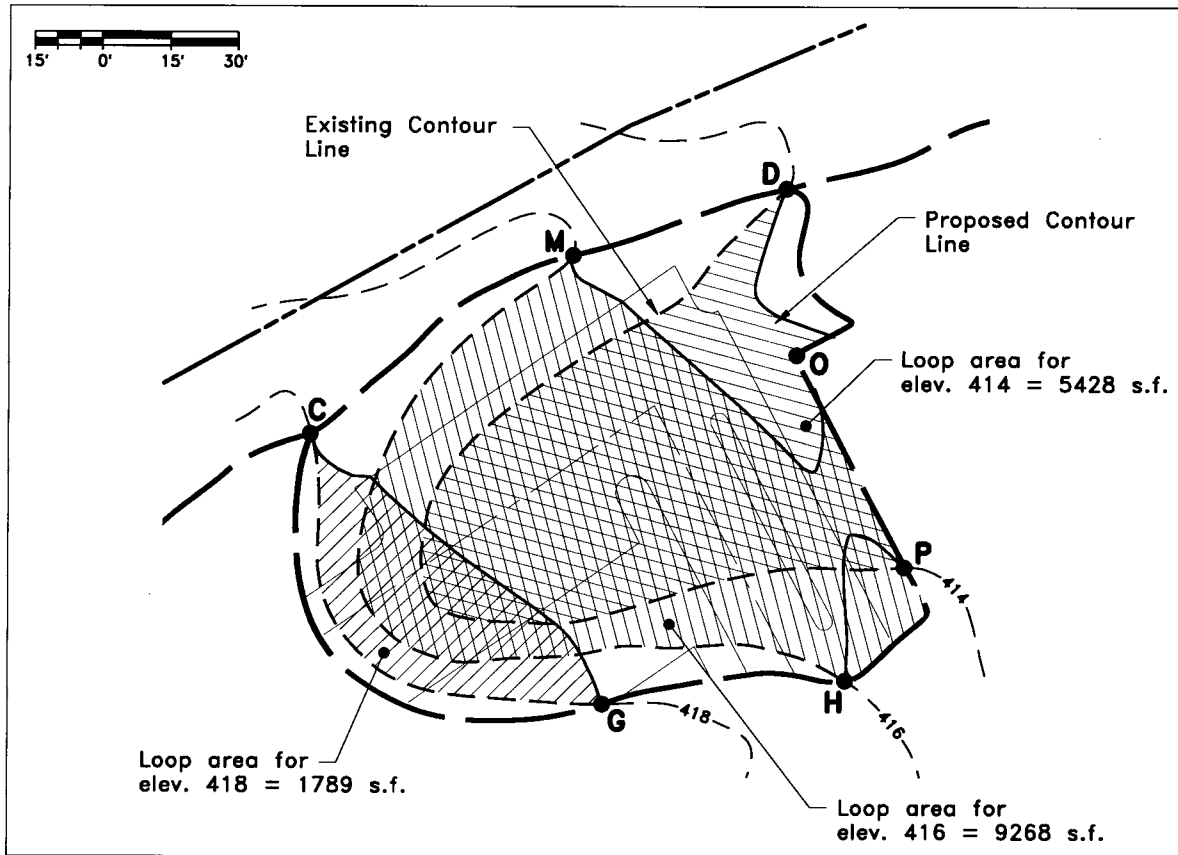 15' 0' 15' 30'
Existing Contour
Line
D
M
Proposed Contour
Line
O
Loop area for
elev. 414 = 5428 s.f.
C
P
414
H
G
418
416
Loop area for
elev. 418 = 1789 s.f.
Loop area for
elev. 416 = 9268 s.f.